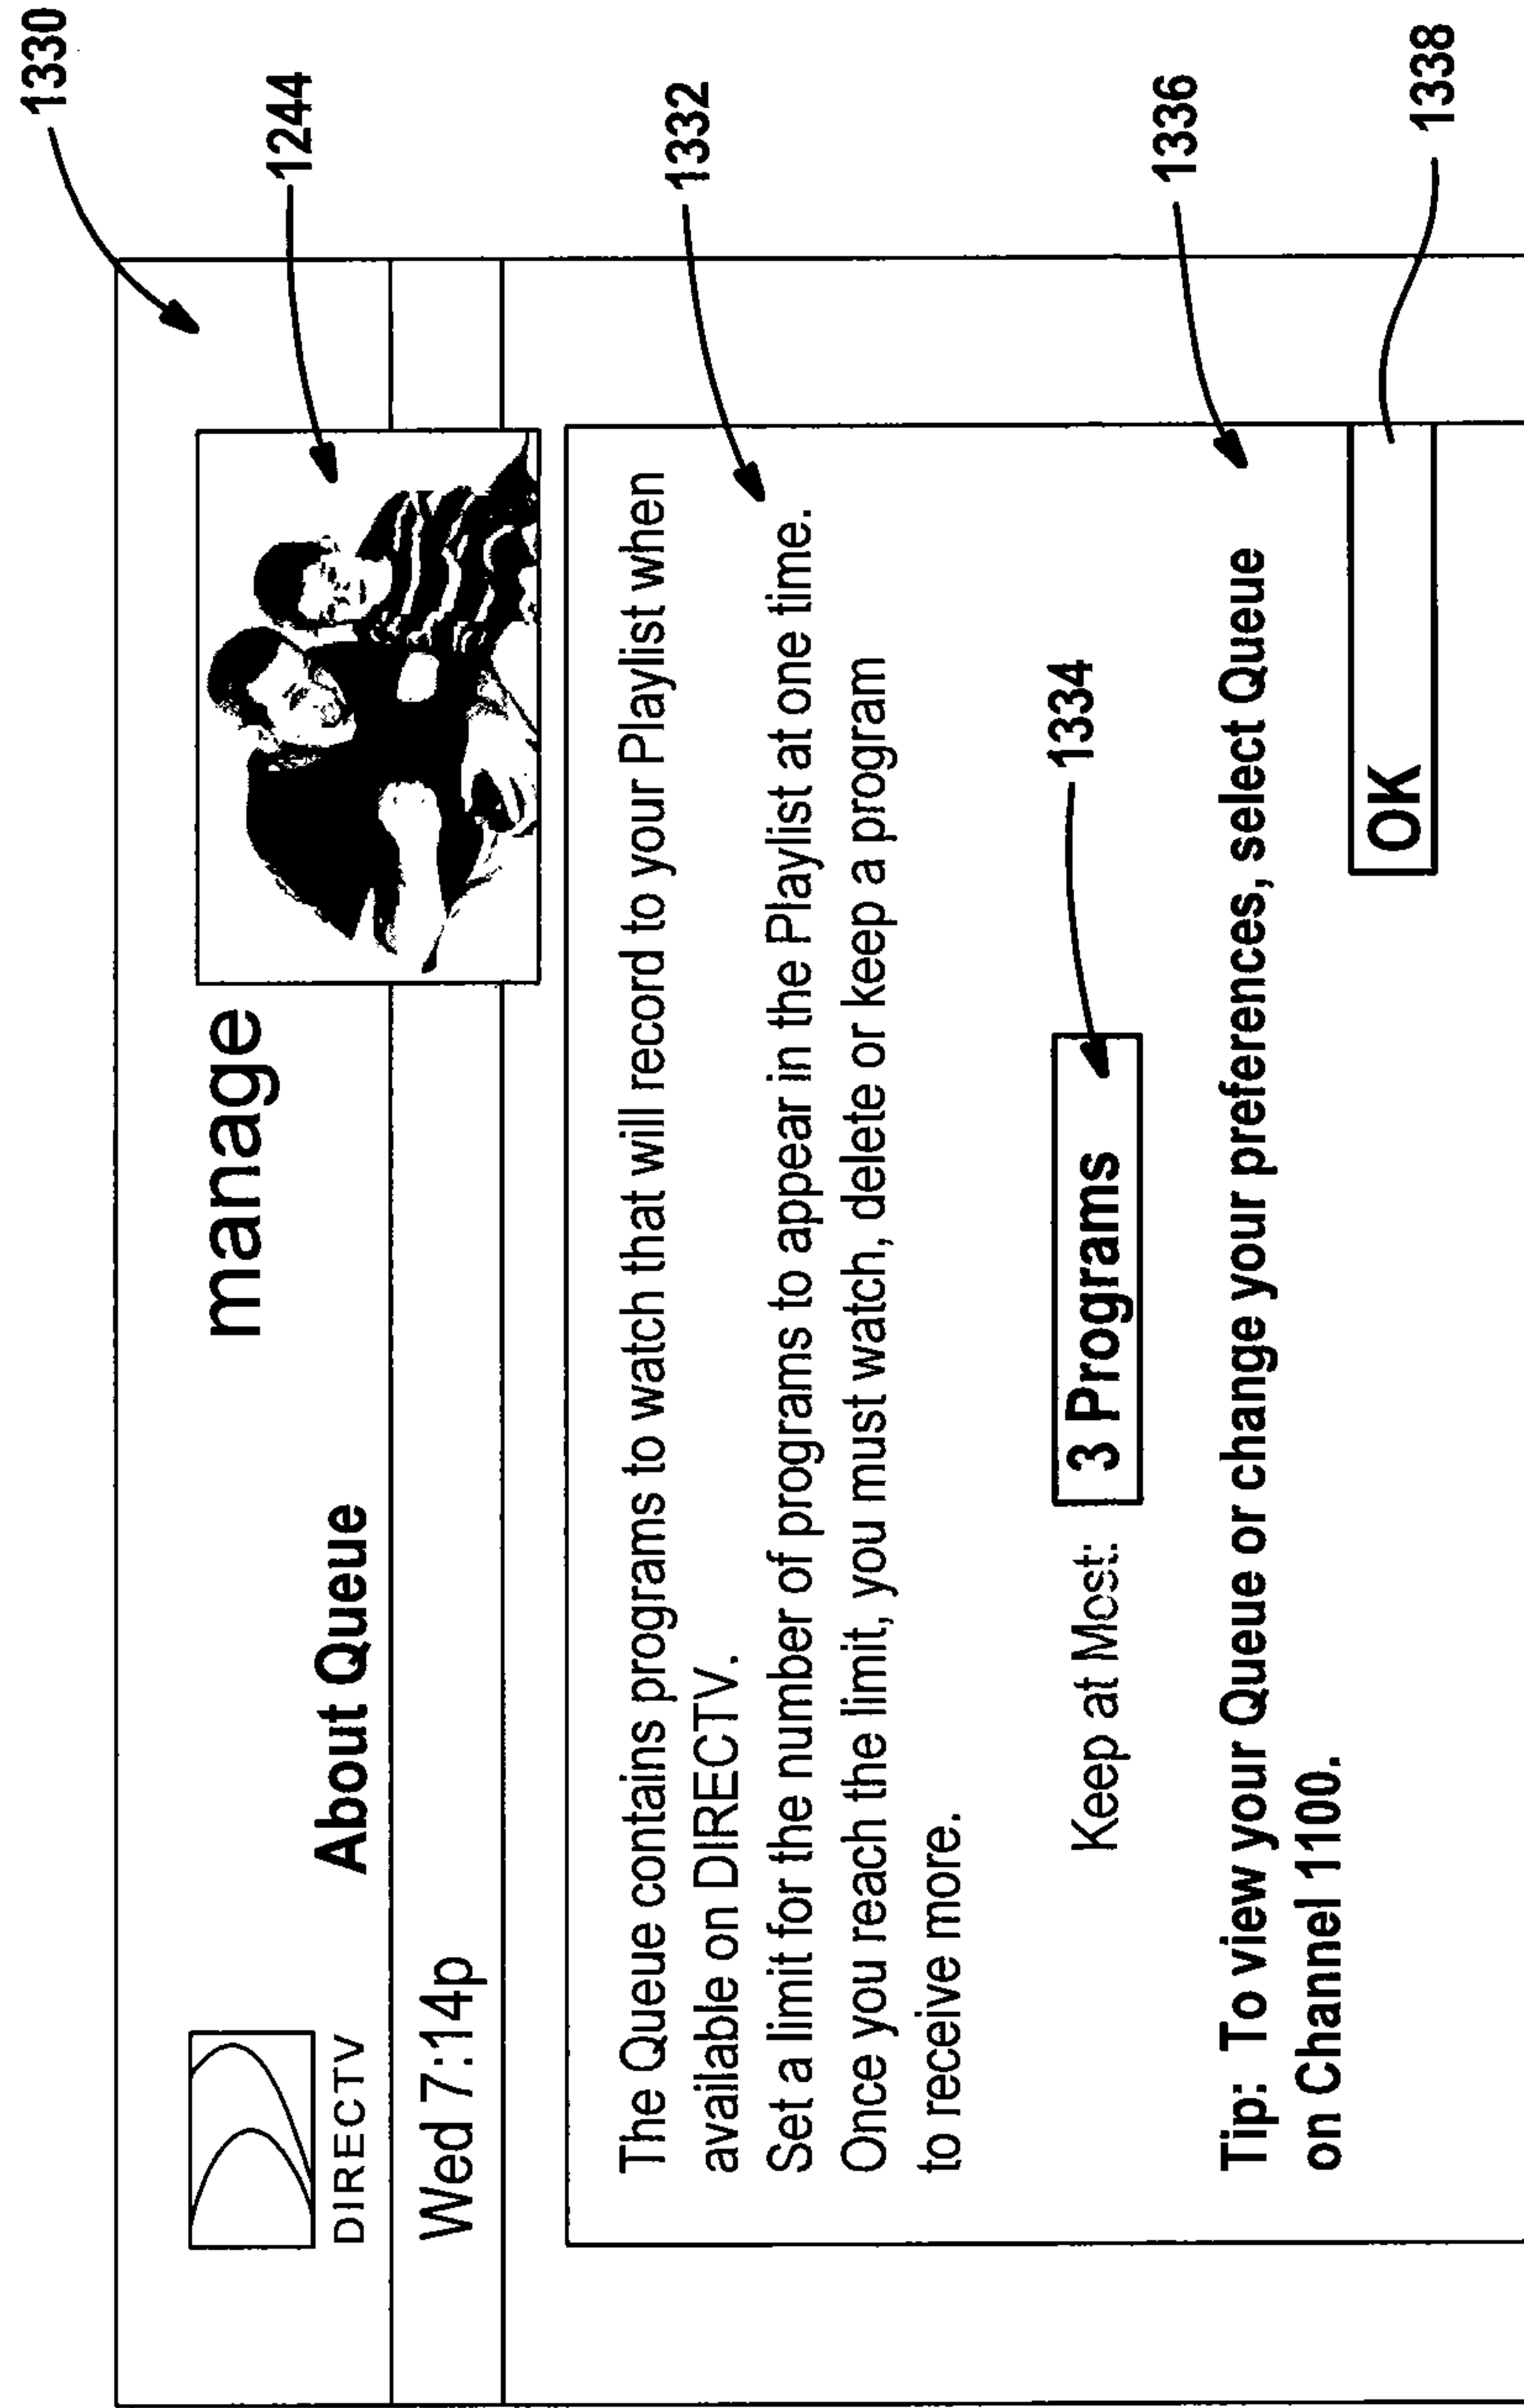 1330
manage
1244
DIRECTV
About Queue
Wed 7:14p
The Queue contains programs to watch that will record to your Playlist when
available on DIRECTV.
1332
Set a limit for the number of programs to appear in the Playlist at one time.
Once you reach the limit, you must watch, delete or keep a program
to receive more.
1334
Keep at Most:
3 Programs
1336
Tip: To view your Queue or change your preferences, select Queue
on Channel 1100.
OK
1338